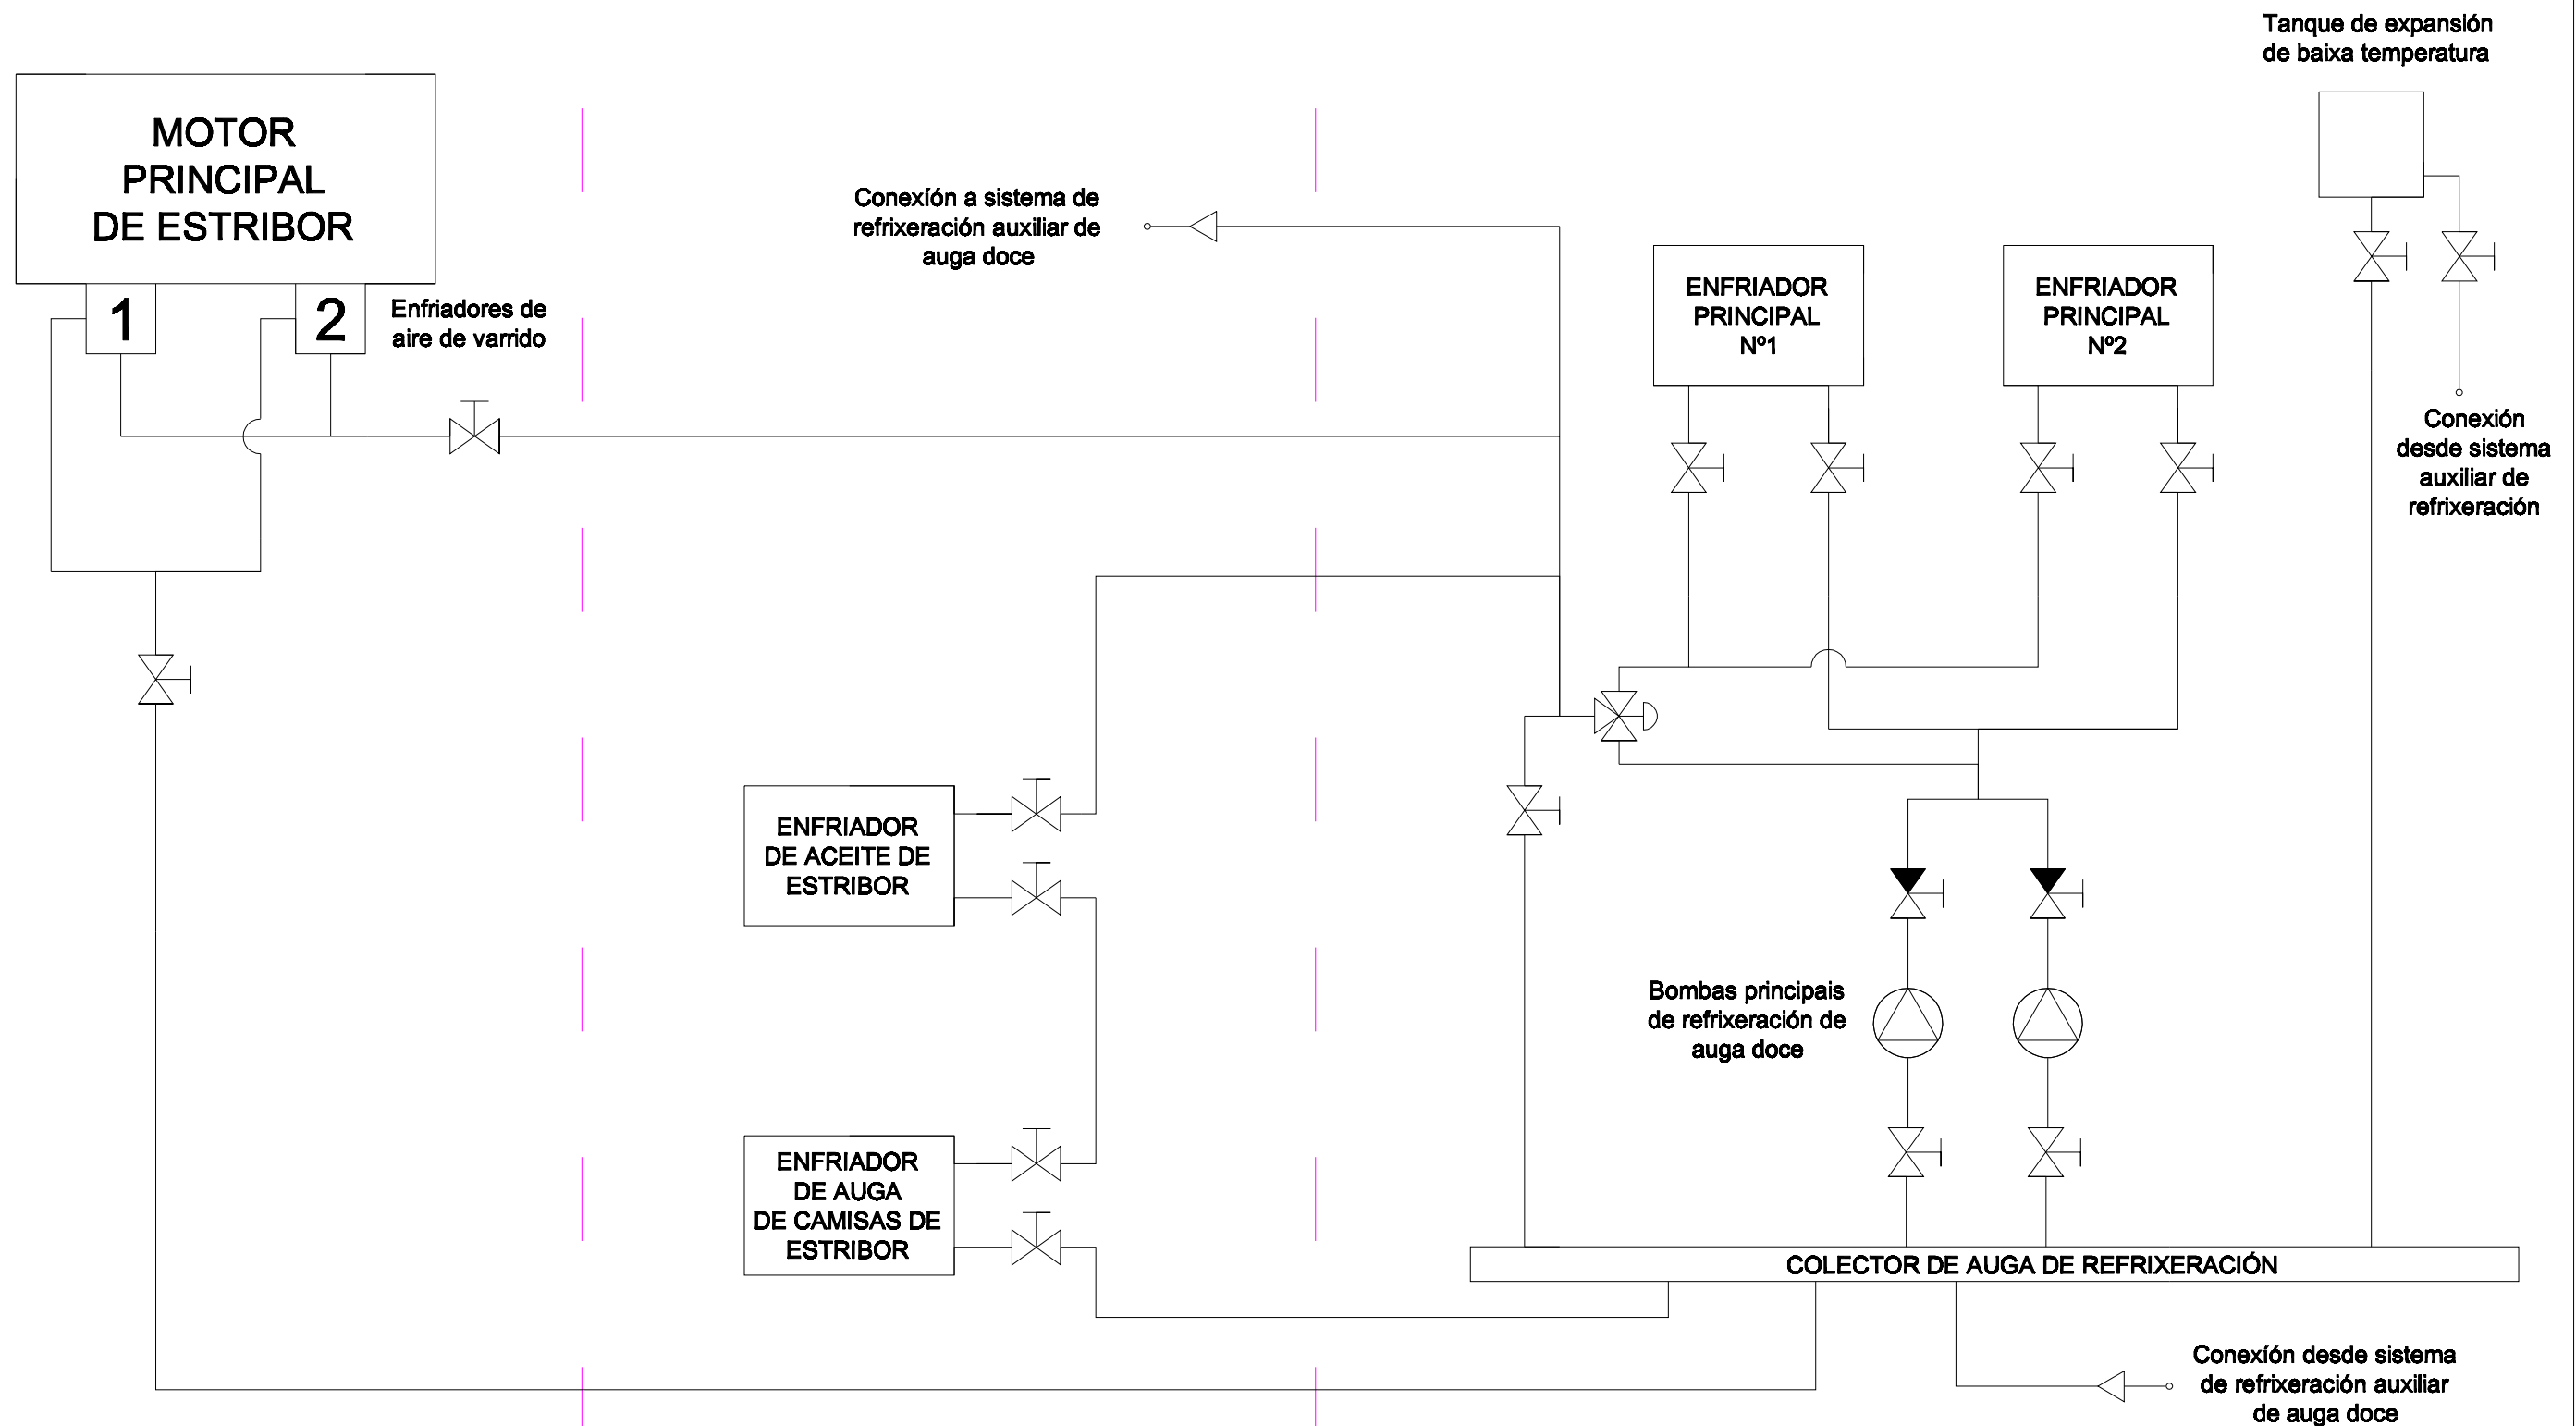 Tanque de expansión
de baixa temperatura
MOTOR
PRINCIPAL
DE ESTRIBOR
1
2
Enfriadores de
aire de varrido
Conexíón a sistema de
refrixeración auxiliar de
auga doce
ENFRIADOR
PRINCIPAL
Nº1
ENFRIADOR
PRINCIPAL
Nº2
Conexión
desde sistema
auxiliar de
refrixeración
ENFRIADOR
DE ACEITE DE
ESTRIBOR
Bombas principais
de refrixeración de
auga doce
ENFRIADOR
DE AUGA
DE CAMISAS DE
ESTRIBOR
COLECTOR DE AUGA DE REFRIXERACIÓN
Conexíón desde sistema
de refrixeración auxiliar
de auga doce